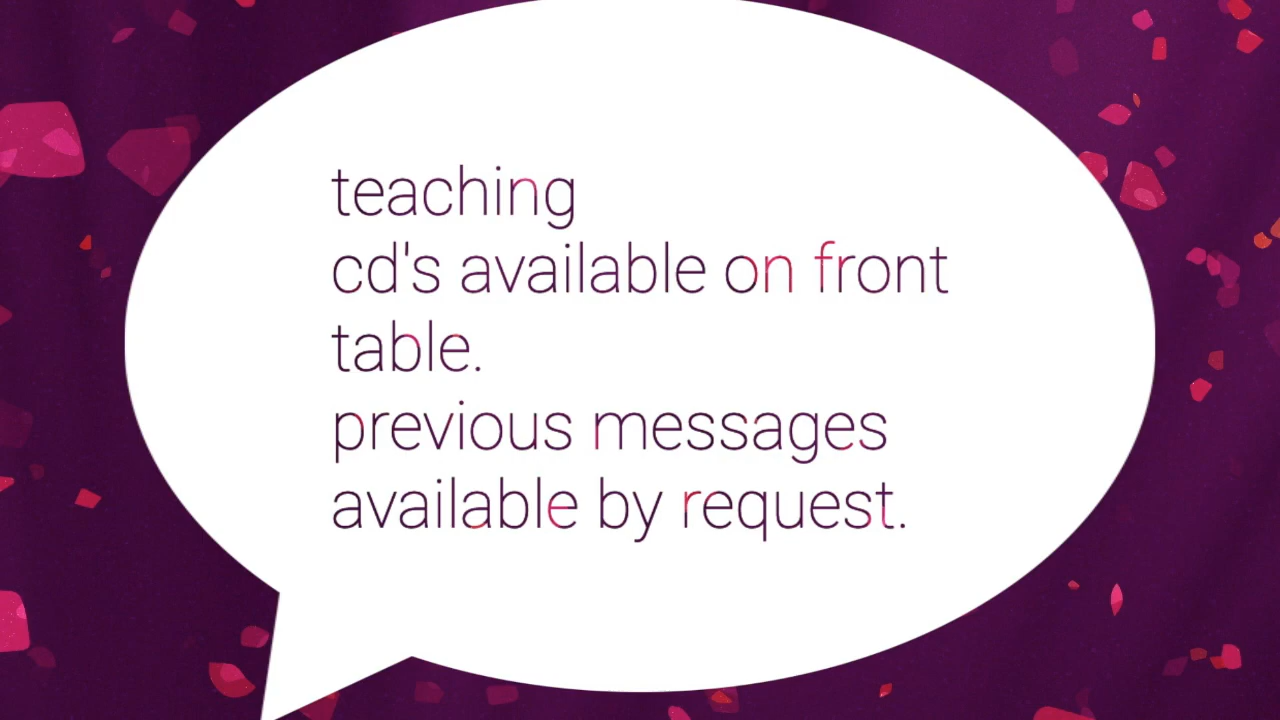 teaching
cd's available on front
table.
previous messages
available by request.